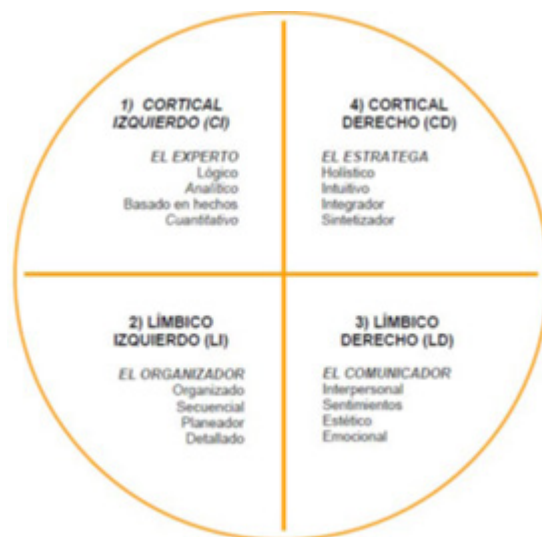 1) CORTICAL
IZQUIERDO (CI)
EL EXPERTO
Lógico
Analítico
Basado en hechos
Cuantitativo
4) CORTICAL
DERECHO (CD)
EL ESTRATEGA
Holístico
Intuitivo
Integrador
Sintetizador
2) LÍMBICO
IZQUIERDO (LI)
EL ORGANIZADOR
Organizado
Secuencial
Planeador
Detallado
3) LÍMBICO
DERECHO (LD)
EL COMUNICADOR
Interpersonal
Sentimientos
Estético
Emocional